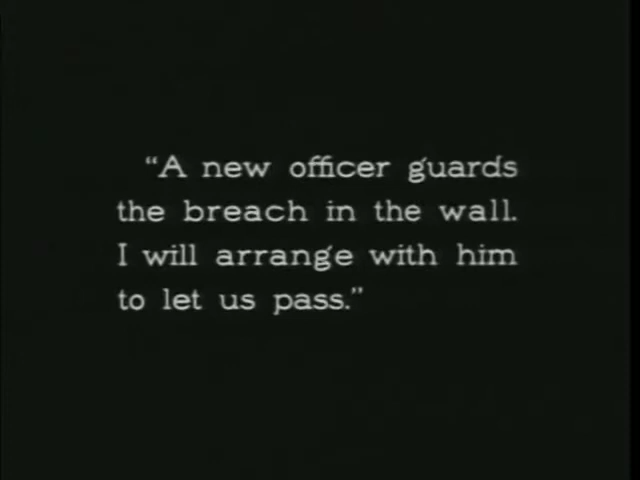 “A new officer guards
the breach in the wall.
I will arrange with him
to let us pass.”